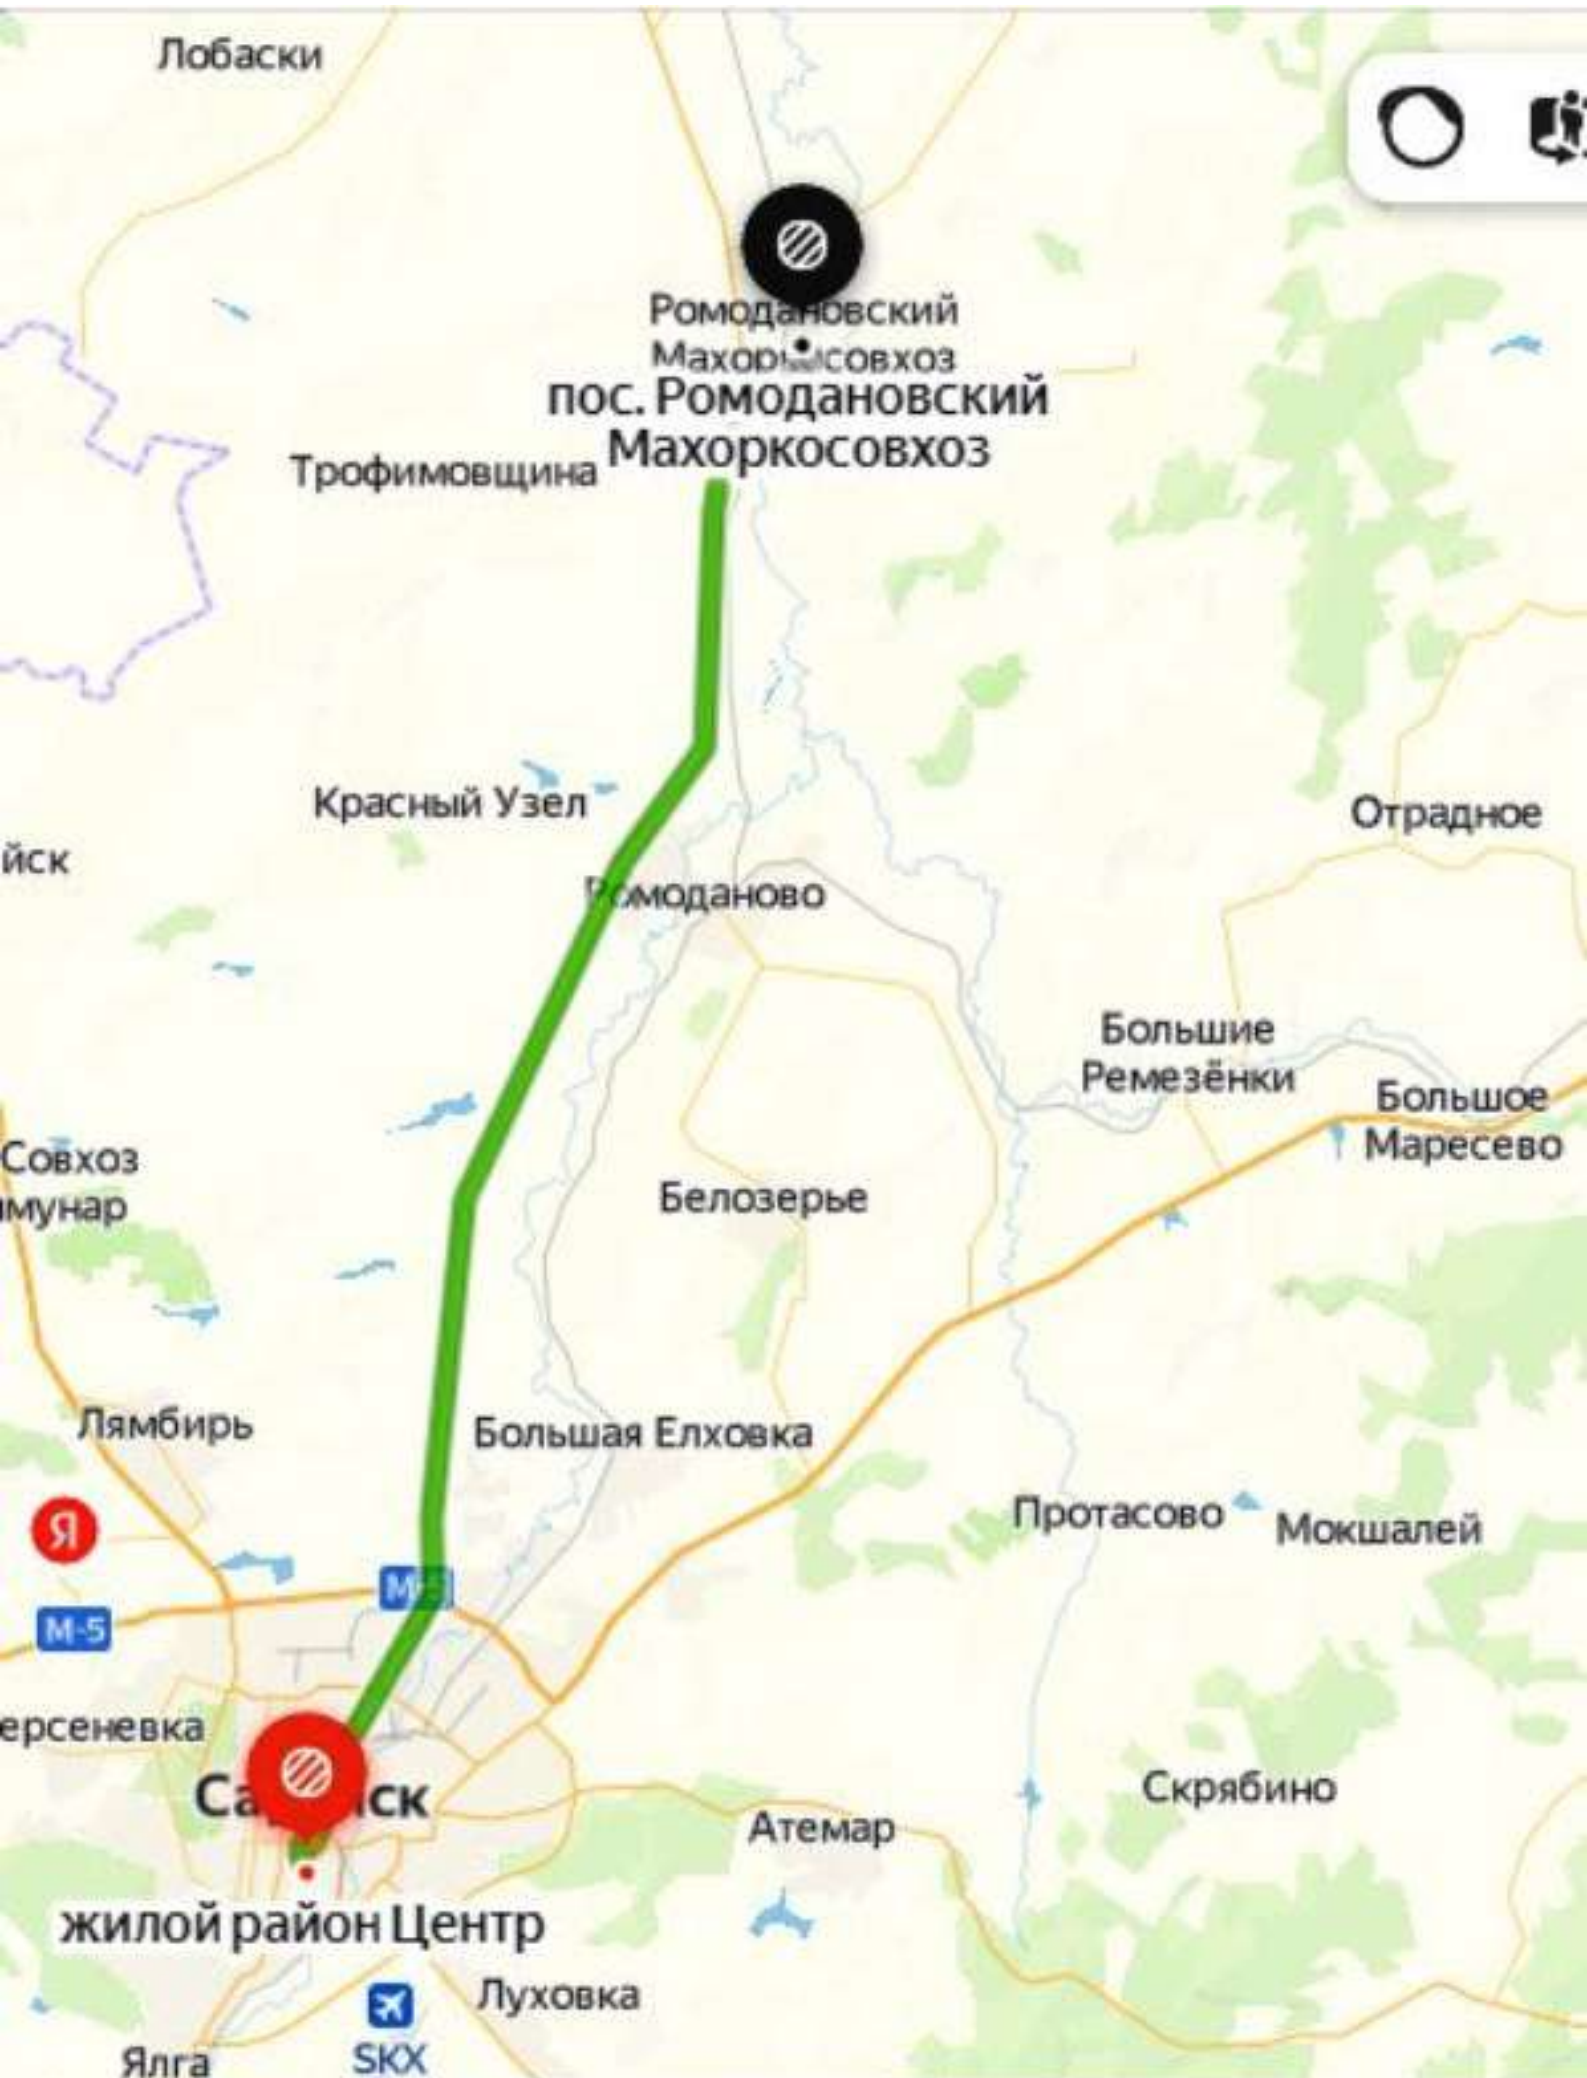 Лобаски
Ромодановский
пос. Ромодановский
Махоркосовхоз
Трофимовщина
Красный Узел
Отрадное
йск
Ромоданово
Большие
Ремезёнки
Большое
Маресево
Совхоз
ммунар
Белозерье
Лямбирь
Большая Елховка
Протасово
Мокшалей
Я
М-5
М-5
ерсеневка
Скрябино
Атемар
жилой район Центр
Луховка
SKX
Ялга